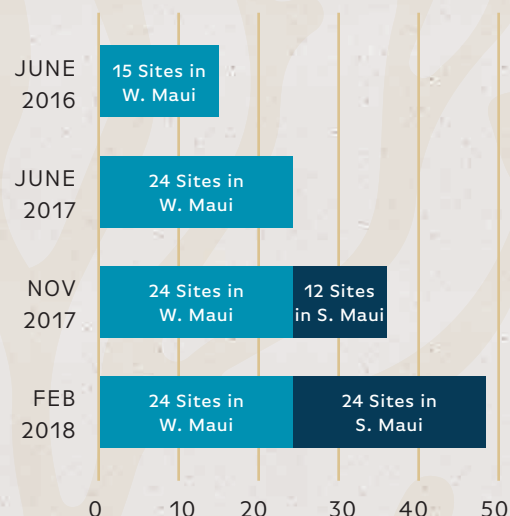 JUNE
2016
15 Sites in
W. Maui
JUNE
2017
24 Sites in
W. Maui
NOV
2017
24 Sites in
W. Maui
12 Sites
in S. Maui
FEB
2018
24 Sites in
W. Maui
24 Sites in
S. Maui
0 10 20 30 40 50